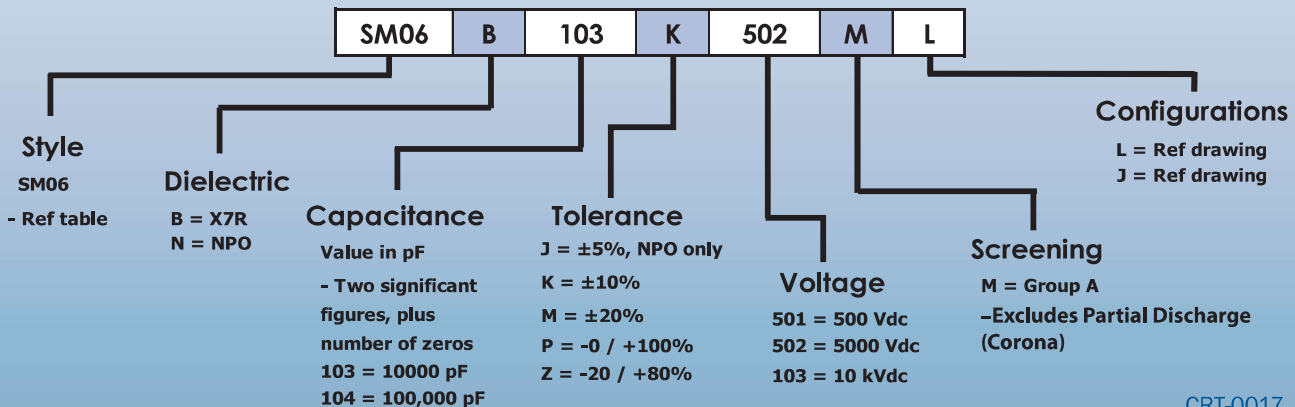 SM06 B 103 K 502 M L
Style
SM06
- Ref table
Dielectric
B = X7R
N = NPO
Capacitance
Value in pF
- Two significant
figures, plus
number of zeros
103 = 10000 pF
104 = 100,000 pF
Tolerance
J = ±5%, NPO only
K = ±10%
M = ±20%
P = -0 / +100%
Z = -20 / +80%
Voltage
501 = 500 Vdc
502 = 5000 Vdc
103 = 10 kVdc
Screening
M = Group A
–Excludes Partial Discharge
(Corona)
Configurations
L = Ref drawing
J = Ref drawing
CRT-0017